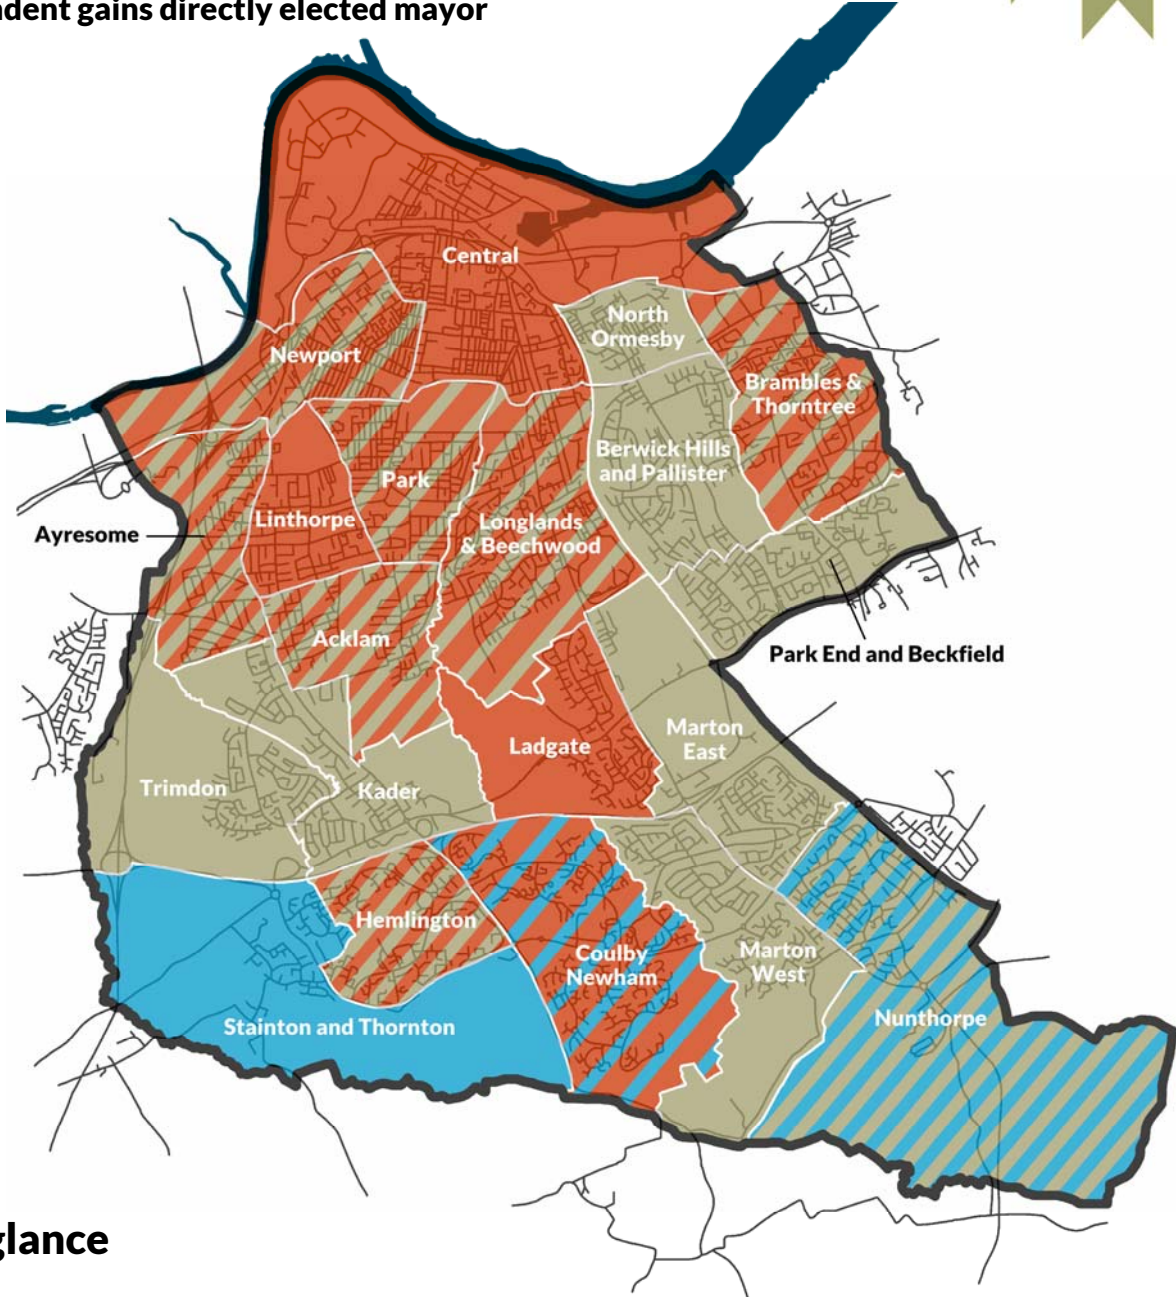 ndent gains directly elected mayor
Central
North
Ormesby
Newport
Brambles &
Thorntree
Berwick Hills
and Pallister
Park
Linthorpe
Longlands
& Beechwood
Ayresome
Acklam
Park End and Beckfield
Marton
East
Ladgate
Trimdon
Kader
Hemlington
Coulby
Newham
Marton
West
Nunthorpe
Stainton and Thornton
glance